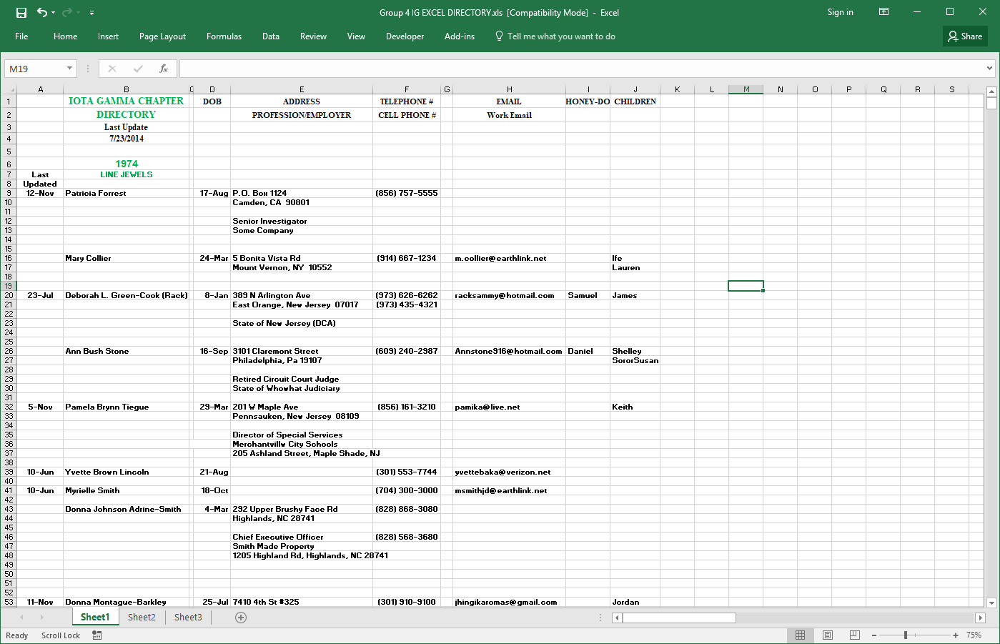 Group 4 IG EXCEL DIRECTORY.xls [Compatibility Mode] - Excel
Sign in
File Home Insert Page Layout Formulas Data Review View Developer Add-ins Tell me what you want to do Share
M19 fx
A B C D E F G H I J K L M N O P Q R S
1 IOTA GAMMA CHAPTER DOB ADDRESS TELEPHONE # EMAIL HONEY-DO CHILDREN
2 DIRECTORY PROFESSION/EMPLOYER CELL PHONE # Work Email
3 Last Update
4 7/23/2014
5
6 1974
7 Last LINE JEWELS
8 Updated
9 12-Nov Patricia Forrest 17-Aug P.O. Box 1124 (856) 757-5555
10 Camden, CA 90801
11
12 Senior Investigator
13 Some Company
14
15
16 Mary Collier 24-Mar 5 Bonita Vista Rd (914) 667-1234 m.collier@earthlink.net Ife
17 Mount Vernon, NY 10552 Lauren
18
19
20 23-Jul Deborah L. Green-Cook (Rack) 8-Jan 389 N Arlington Ave (973) 626-6262 racksammy@hotmail.com Samuel James
21 East Orange, New Jersey 07017 (973) 435-4321
22
23 State of New Jersey (DCA)
24
25
26 Ann Bush Stone 16-Sep 3101 Claremont Street (609) 240-2987 Annstone916@hotmail.com Daniel Shelley
27 Philadelphia, Pa 19107 SororSusan
28
29 Retired Circuit Court Judge
30 State of Whowhat Judiciary
31
32 5-Nov Pamela Brynn Tiegue 29-Mar 201 W Maple Ave (856) 161-3210 pamika@live.net Keith
33 Pennsauken, New Jersey 08109
34
35 Director of Special Services
36 Merchantvillw City Schools
37 205 Ashland Street, Maple Shade, NJ
38
39 10-Jun Yvette Brown Lincoln 21-Aug (301) 553-7744 yvettebaka@verizon.net
40
41 10-Jun Myrielle Smith 18-Oct (704) 300-3000 msmithjd@earthlink.net
42
43 Donna Johnson Adrine-Smith 4-Mar 292 Upper Brushy Face Rd (828) 868-3080
44 Highlands, NC 28741
45
46 Chief Executive Officer (828) 568-3680
47 Smith Made Property
48 1205 Highland Rd, Highlands, NC 28741
49
50
51
52
53 11-Nov Donna Montague-Barkley 25-Jul 7410 4th St #325 (301) 910-9100 jhingikaromas@gmail.com Jordan
Sheet1 Sheet2 Sheet3
Ready Scroll Lock 75%